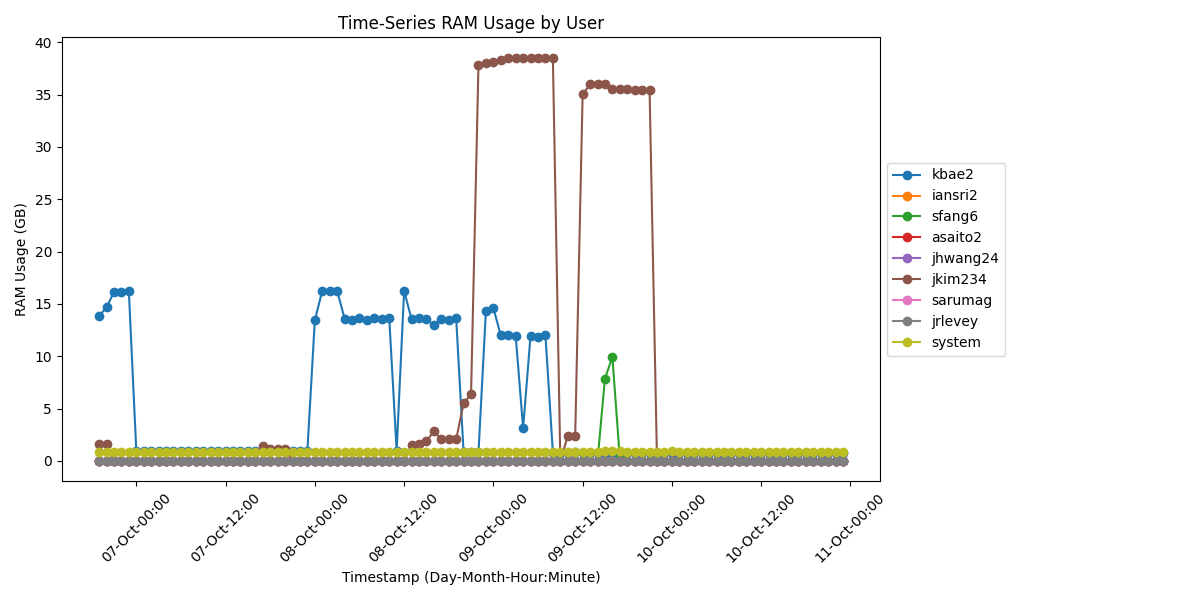 Time-Series RAM Usage by User
RAM Usage (GB)
40
35
30
25
20
15
10
5
0
07-Oct-00:00
07-Oct-12:00
08-Oct-00:00
08-Oct-12:00
09-Oct-00:00
09-Oct-12:00
10-Oct-00:00
10-Oct-12:00
11-Oct-00:00
Timestamp (Day-Month-Hour:Minute)
kbae2
iansri2
sfang6
asaito2
jhwang24
jkim234
sarumag
jrlevey
system